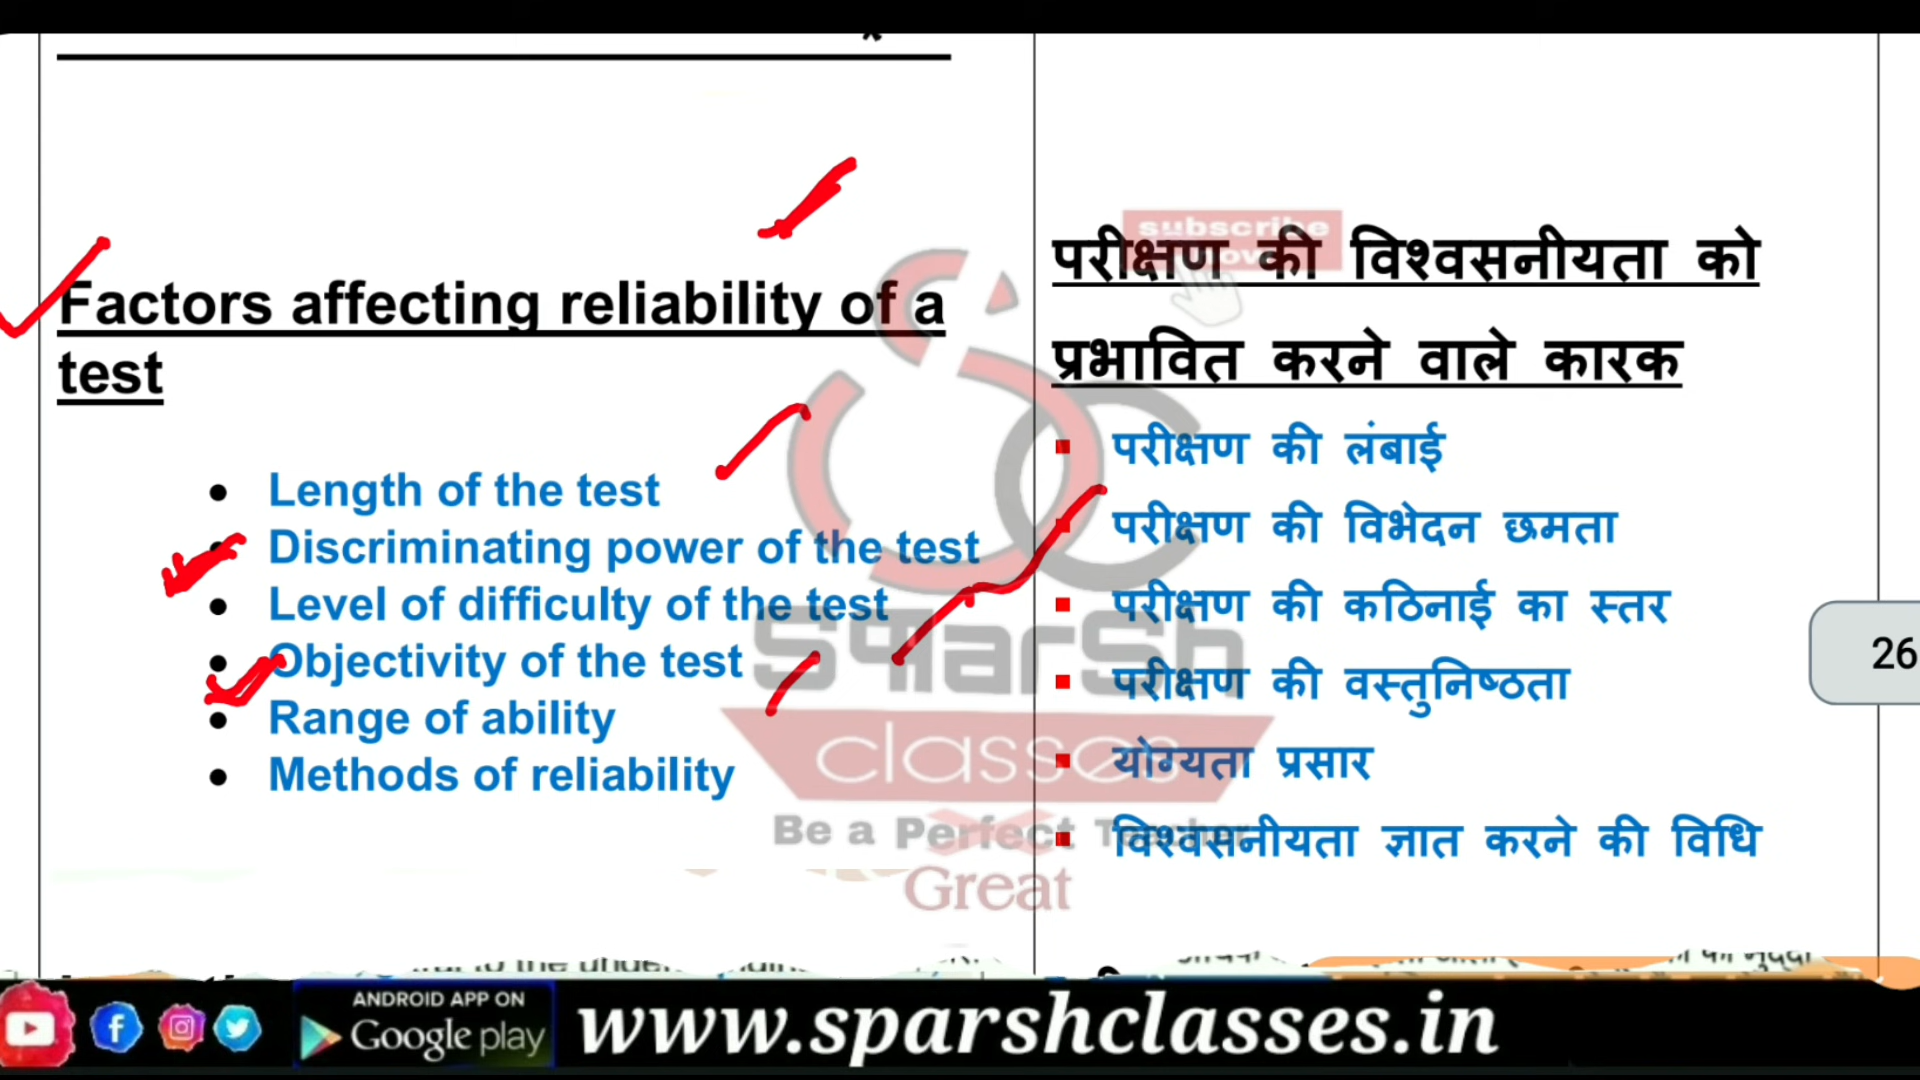 Factors affecting reliability of a
test
Length of the test
Discriminating power of the test
Level of difficulty of the test
Objectivity of the test
Range of ability
Methods of reliability
subscribe
now
परीक्षण की विश्वसनीयता को
प्रभावित करने वाले कारक
परीक्षण की लंबाई
परीक्षण की विभेदन छमता
परीक्षण की कठिनाई का स्तर
परीक्षण की वस्तुनिष्ठता
योग्यता प्रसार
विश्वसनीयता ज्ञात करने की विधि
classes
Be a Perfect Teacher
Great
26
ANDROID APP ON
Google play
www.sparshclasses.in